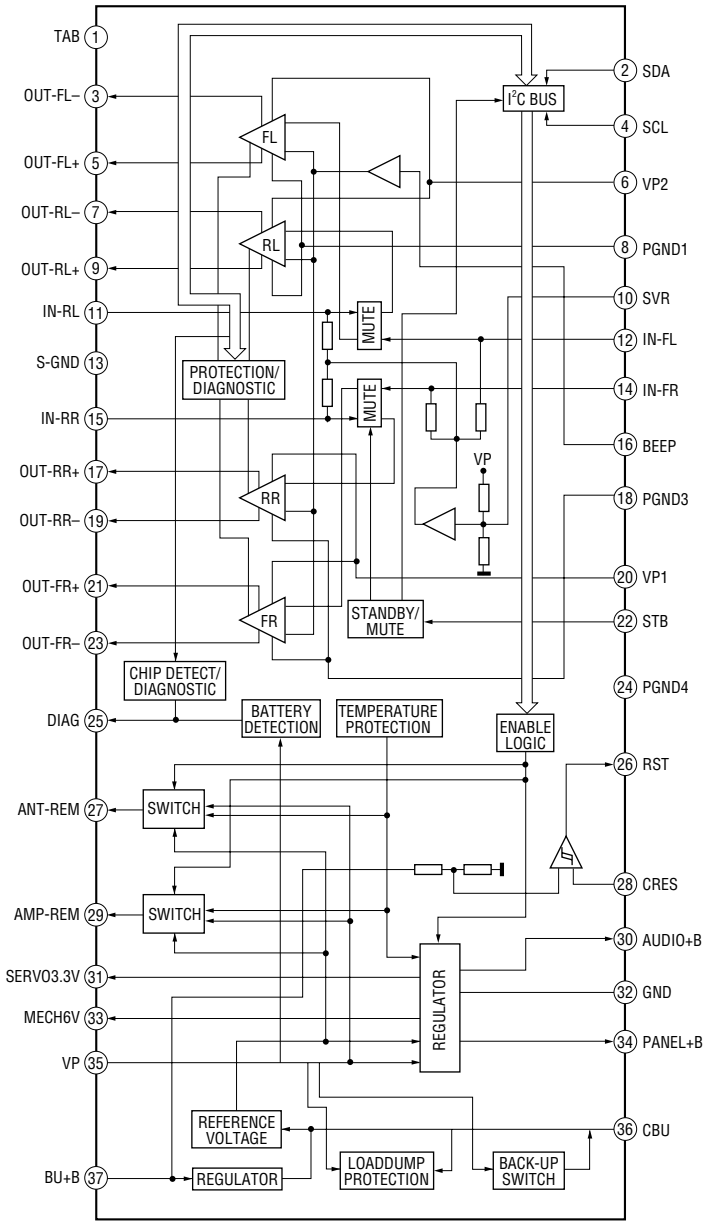 TAB 1
2 SDA
OUT-FL– 3
I²C BUS
4 SCL
FL
OUT-FL+ 5
6 VP2
OUT-RL– 7
RL
8 PGND1
OUT-RL+ 9
10 SVR
IN-RL 11
MUTE
12 IN-FL
S-GND 13
PROTECTION/
DIAGNOSTIC
MUTE
14 IN-FR
IN-RR 15
16 BEEP
VP
OUT-RR+ 17
RR
18 PGND3
OUT-RR– 19
20 VP1
OUT-FR+ 21
STANDBY/
MUTE
22 STB
FR
OUT-FR– 23
CHIP DETECT/
DIAGNOSTIC
24 PGND4
DIAG 25
BATTERY
DETECTION
TEMPERATURE
PROTECTION
ENABLE
LOGIC
26 RST
ANT-REM 27
SWITCH
28 CRES
AMP-REM 29
SWITCH
30 AUDIO+B
SERVO3.3V 31
REGULATOR
32 GND
MECH6V 33
34 PANEL+B
VP 35
REFERENCE
VOLTAGE
36 CBU
BU+B 37
REGULATOR
LOADDUMP
PROTECTION
BACK-UP
SWITCH